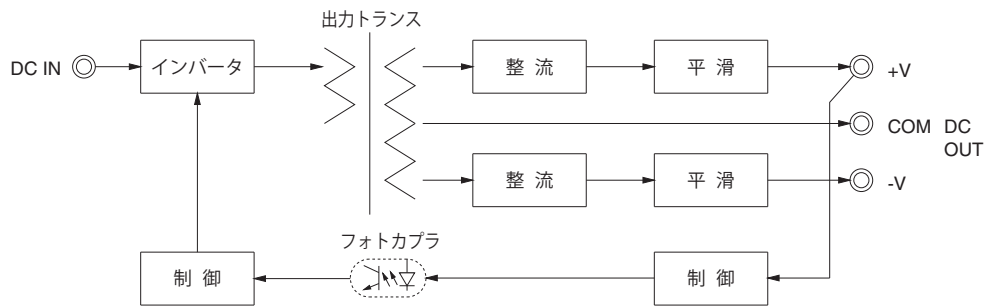 出力トランス
DC IN
インバータ
整 流
平 滑
+V
COM DC
OUT
整 流
平 滑
-V
フォトカプラ
制 御
制 御